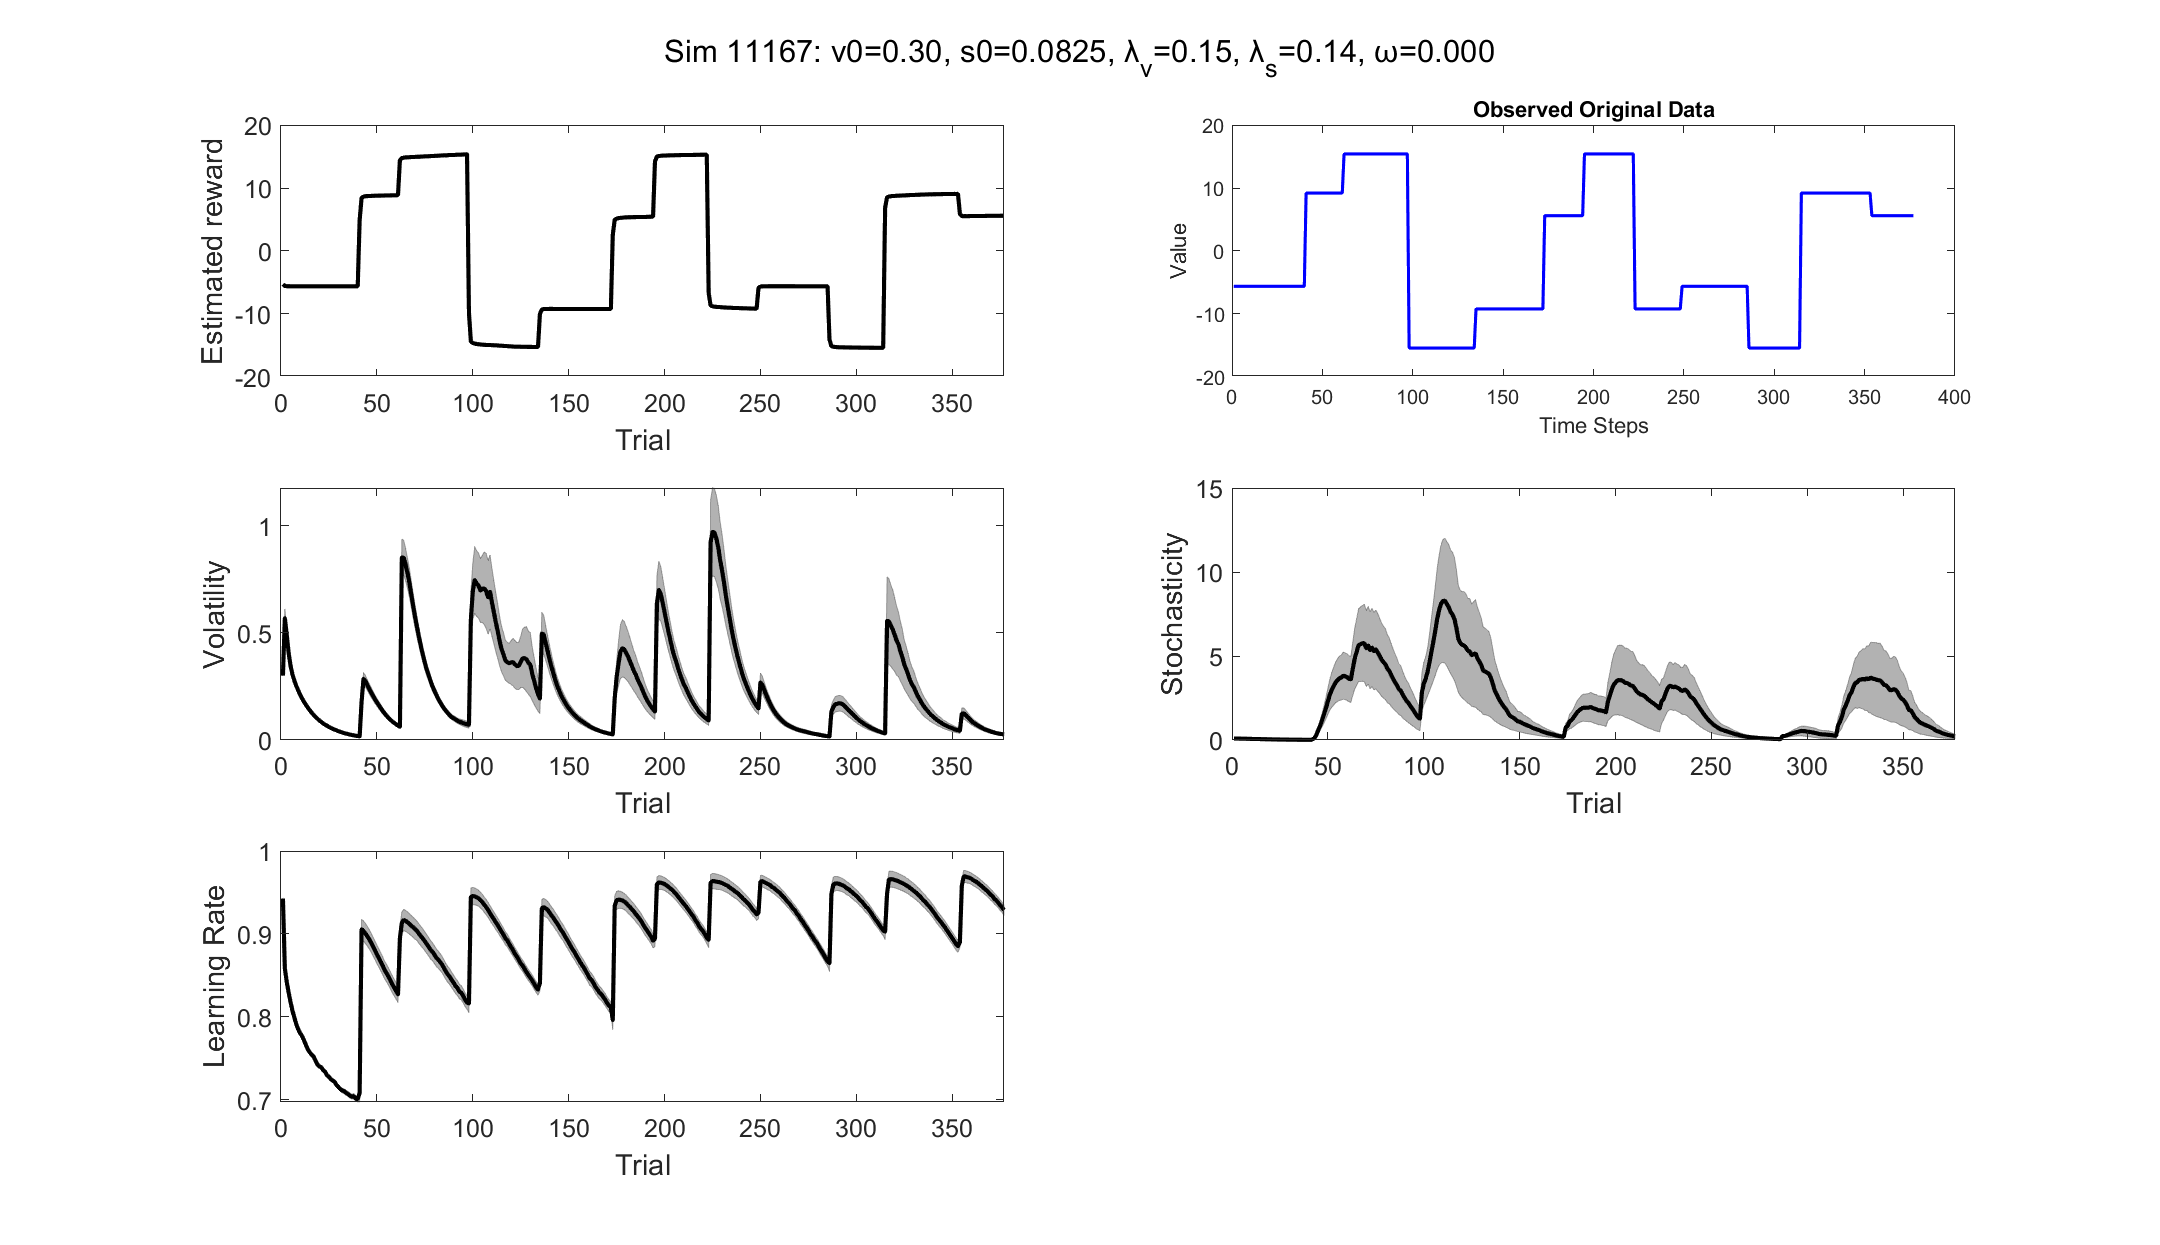 Sim 11167: v0=0.30, s0=0.0825, λv=0.15, λs=0.14, ω=0.000
20
10
0
-10
-20
Estimated reward
0 50 100 150 200 250 300 350
Trial
Observed Original Data
20
10
0
-10
-20
Value
0 50 100 150 200 250 300 350 400
Time Steps
1
0.5
0
Volatility
0 50 100 150 200 250 300 350
Trial
15
10
5
0
Stochasticity
0 50 100 150 200 250 300 350
Trial
1
0.9
0.8
0.7
Learning Rate
0 50 100 150 200 250 300 350
Trial